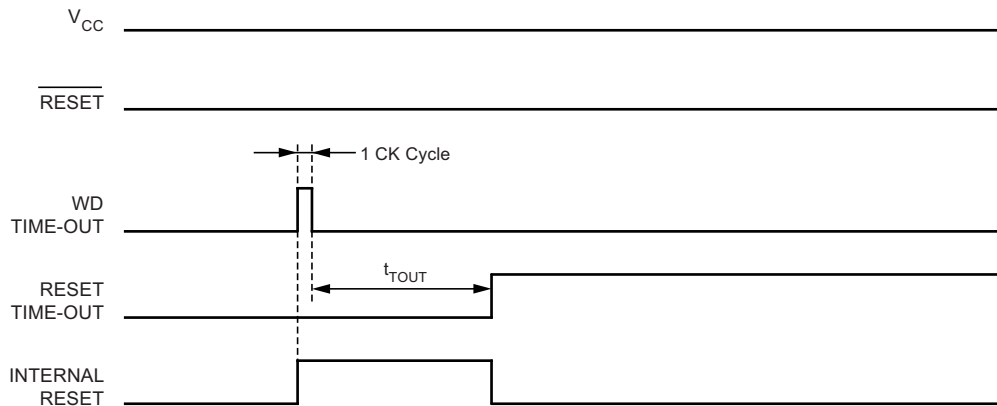 VCC
RESET
1 CK Cycle
WD
TIME-OUT
tTOUT
RESET
TIME-OUT
INTERNAL
RESET